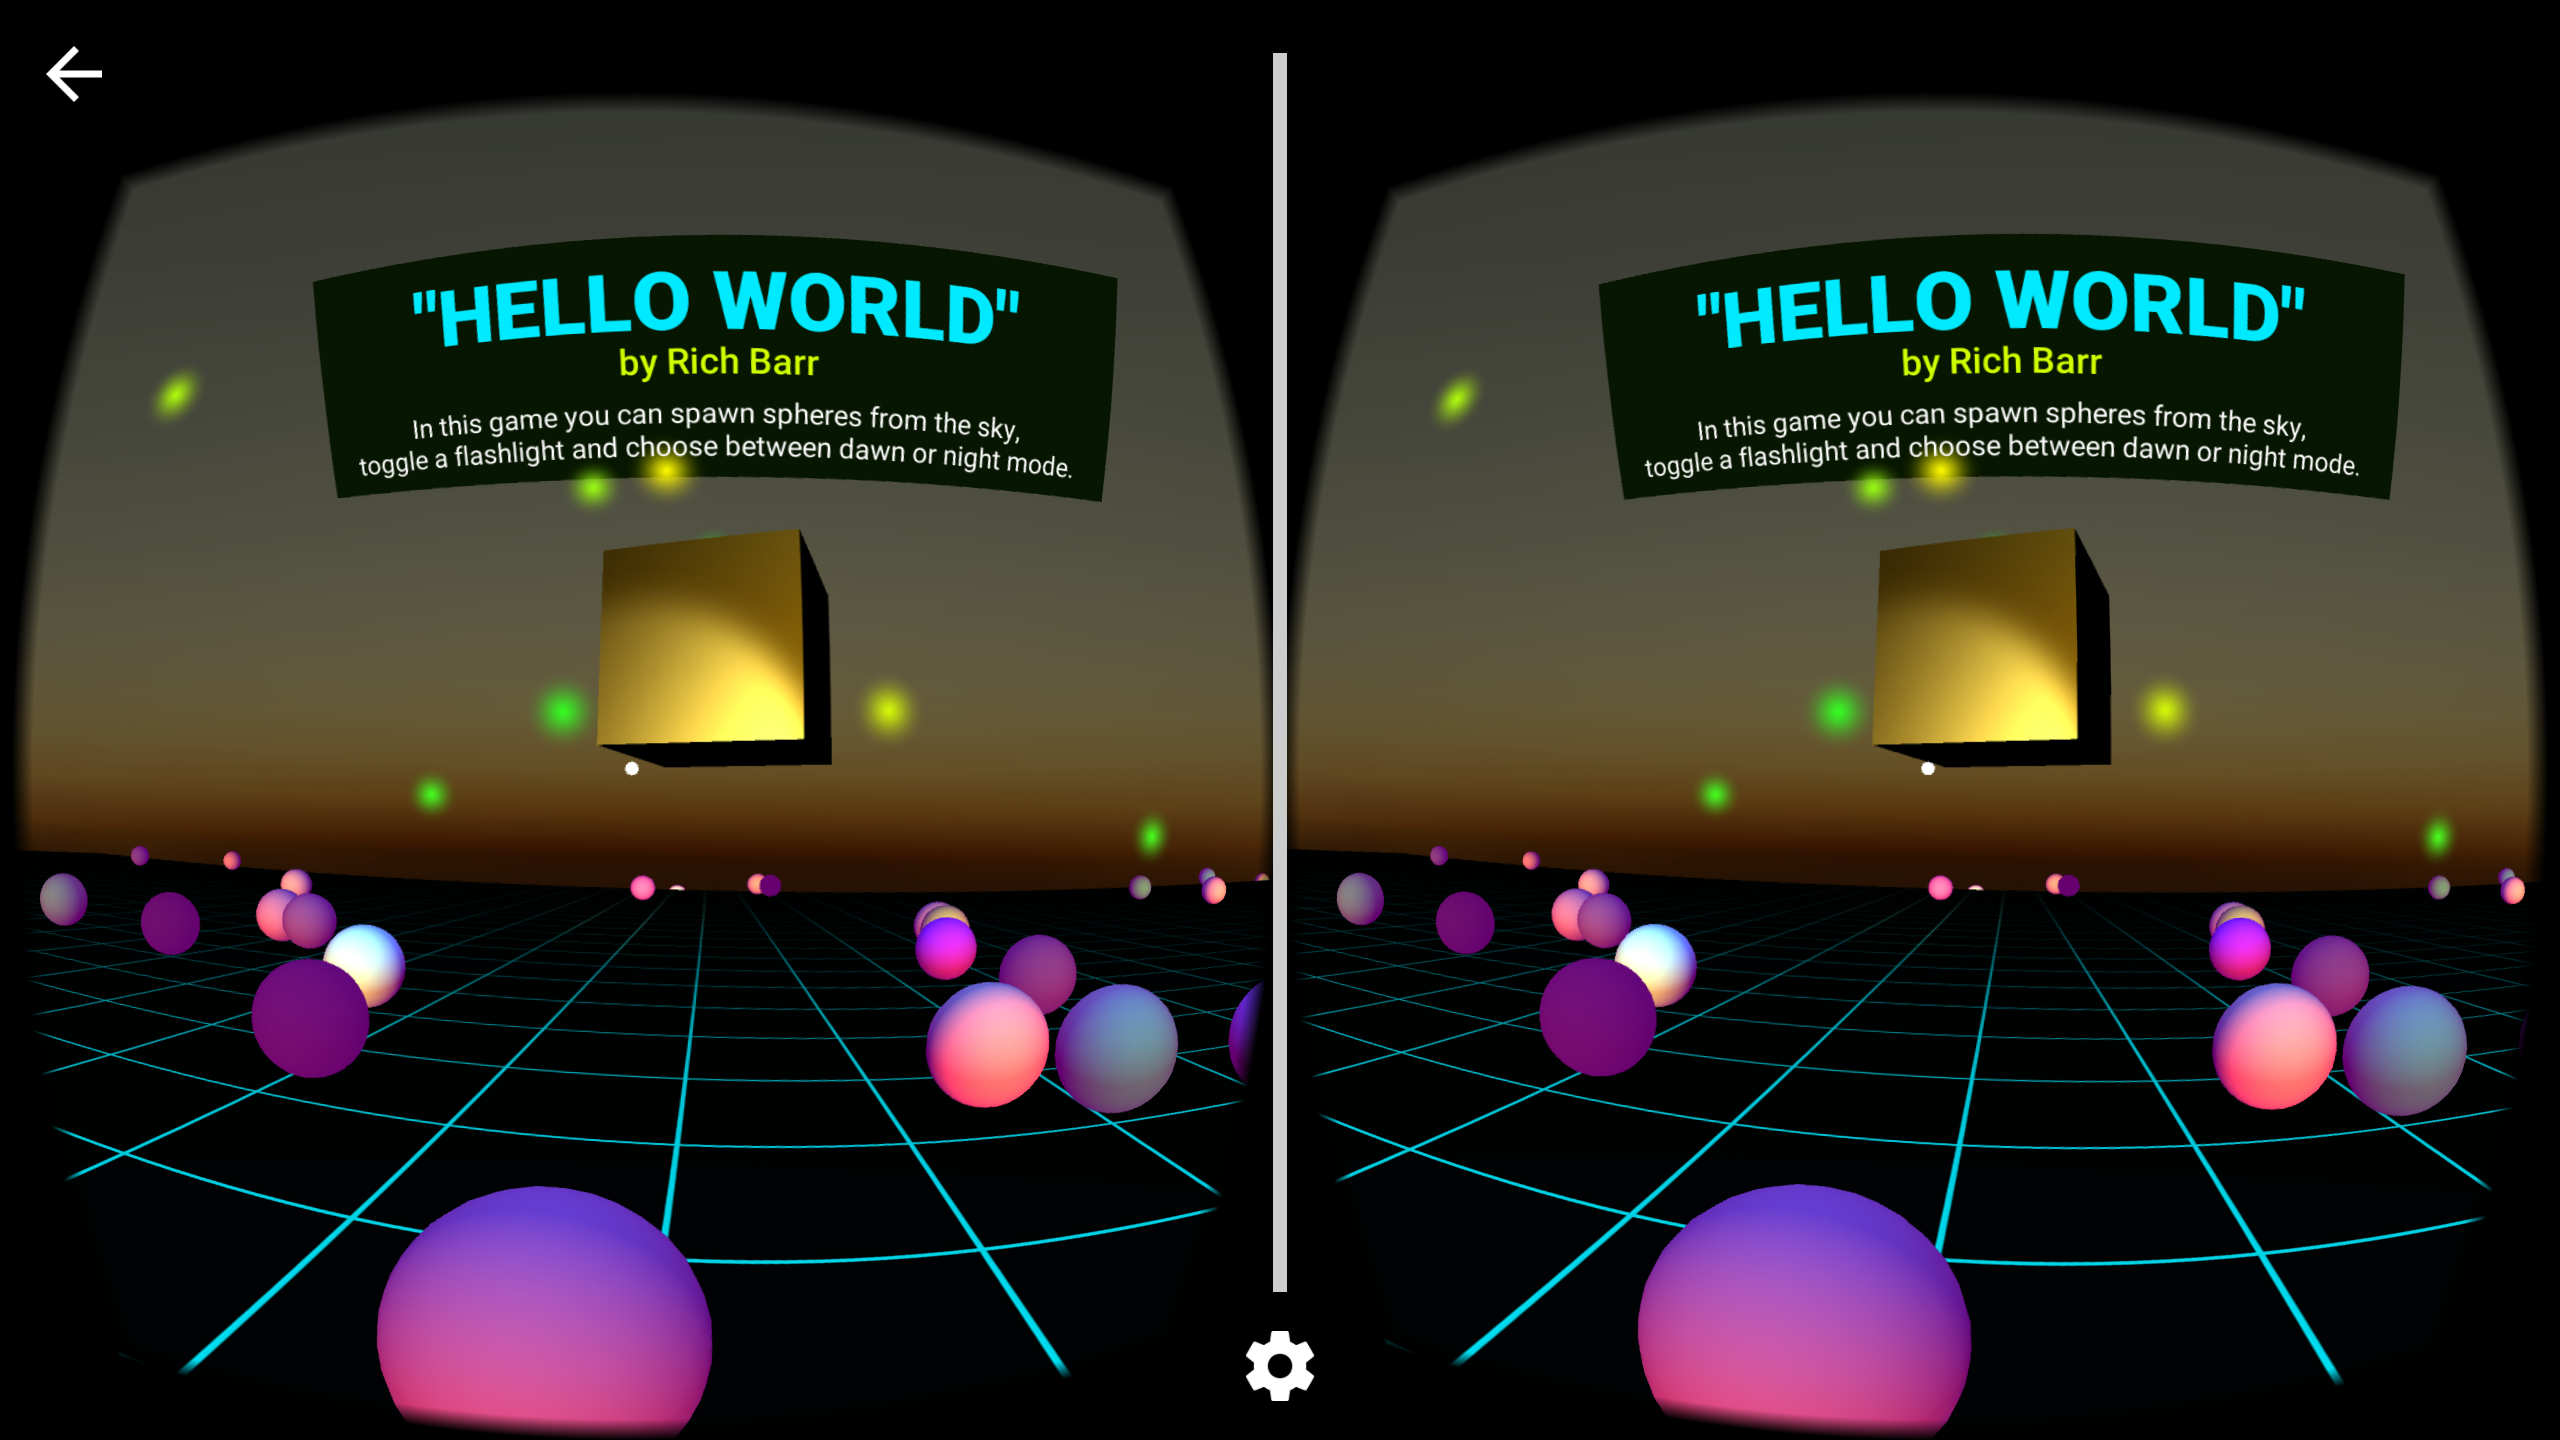 "HELLO WORLD"
by Rich Barr
In this game you can spawn spheres from the sky,
toggle a flashlight and choose between dawn or night mode.
"HELLO WORLD"
by Rich Barr
In this game you can spawn spheres from the sky,
toggle a flashlight and choose between dawn or night mode.